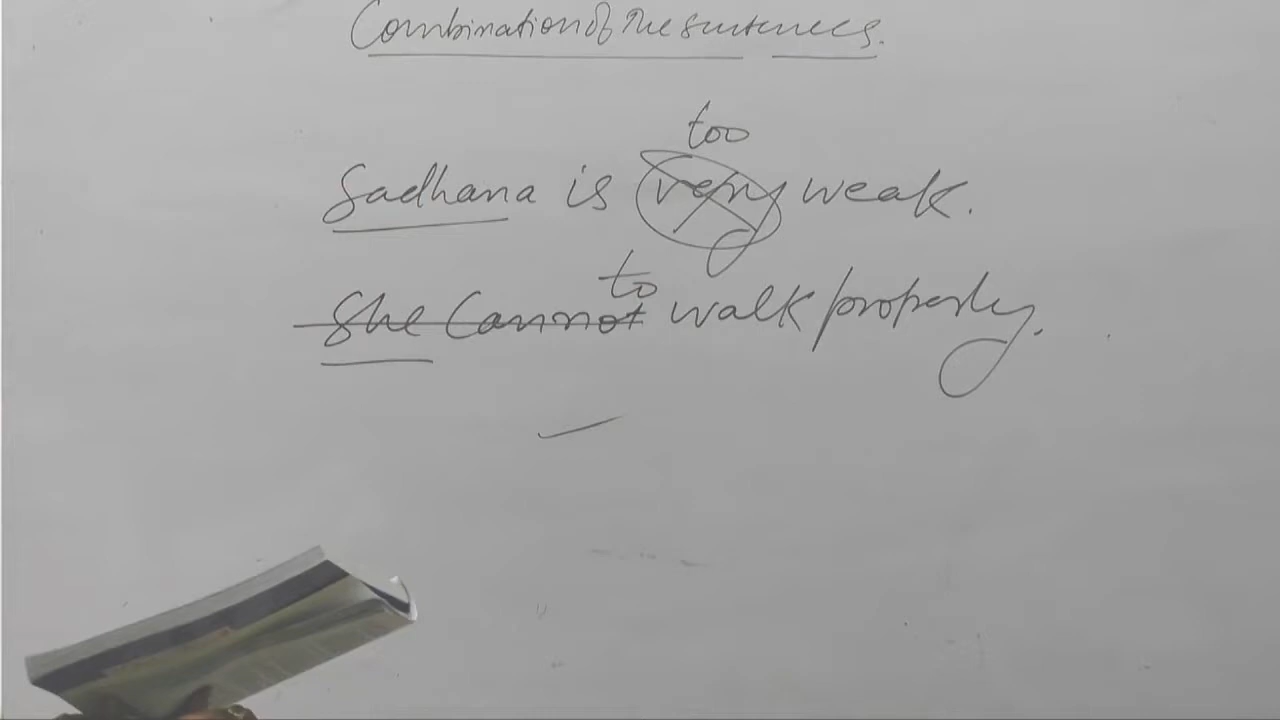 Combination of the sentences.
too
Sadhana is very weak.
to
She Cannot walk properly.